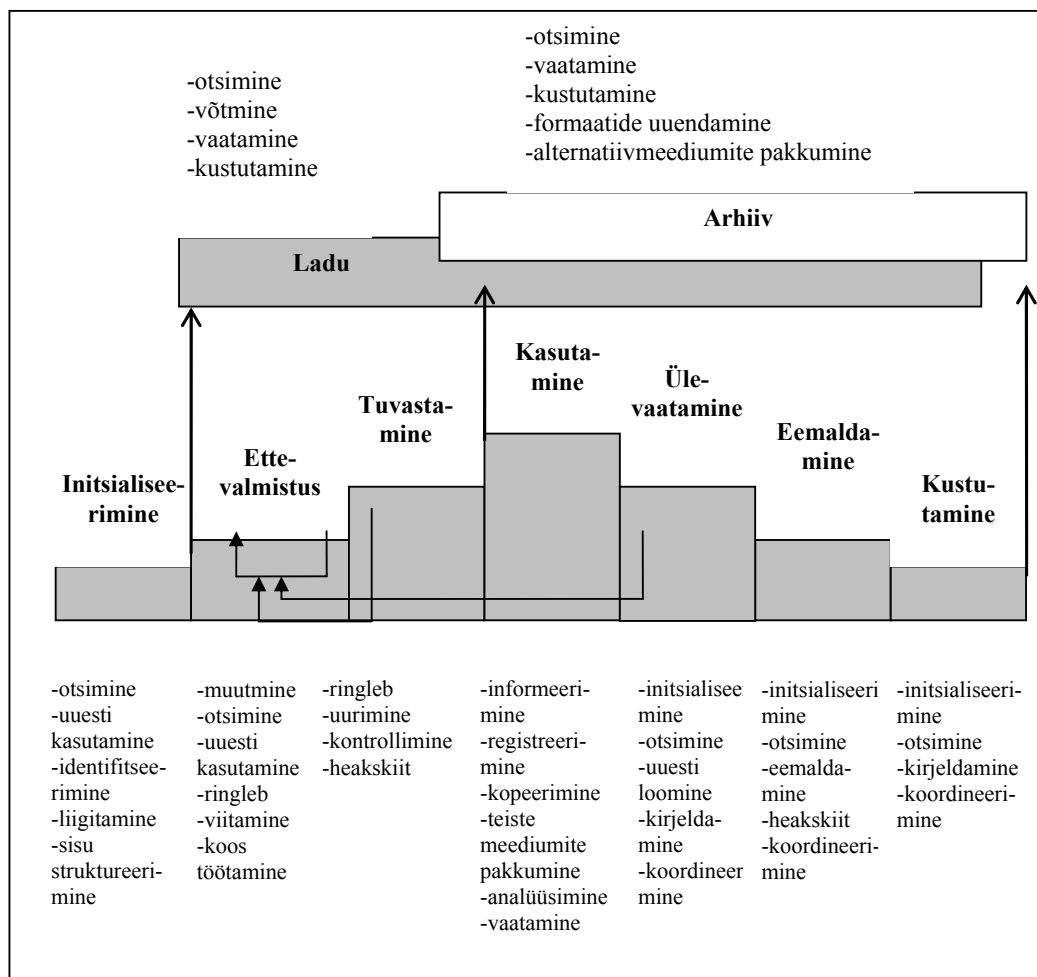 -otsimine
-võtmine
-vaatamine
-kustutamine
-otsimine
-vaatamine
-kustutamine
-formaatide uuendamine
-alternatiivmeediumite pakkumine
Arhiiv
Ladu
Initsialisee-
rimine
Ette-
valmistus
Tuvasta-
mine
Kasuta-
mine
Üle-
vaatamine
Eemalda-
mine
Kustu-
tamine
-otsimine
-uuesti
kasutamine
-identifitsee-
rimine
-liigitamine
-sisu
struktureeri-
mine
-muutmine
-otsimine
-uuesti
kasutamine
-ringleb
-viitamine
-koos
töötamine
-ringleb
-uurimine
-kontrollimine
-heakskiit
-informeeri-
mine
-registreeri-
mine
-kopeerimine
-teiste
meediumite
pakkumine
-analüüsimine
-vaatamine
-initsialisee
mine
-otsimine
-uuesti
loomine
-kirjelda-
mine
-koordineer
mine
-initsialiseeri
mine
-otsimine
-eemalda-
mine
-heakskiit
-koordineeri-
mine
-initsialiseeri-
mine
-otsimine
-kirjeldamine
-koordineeri-
mine